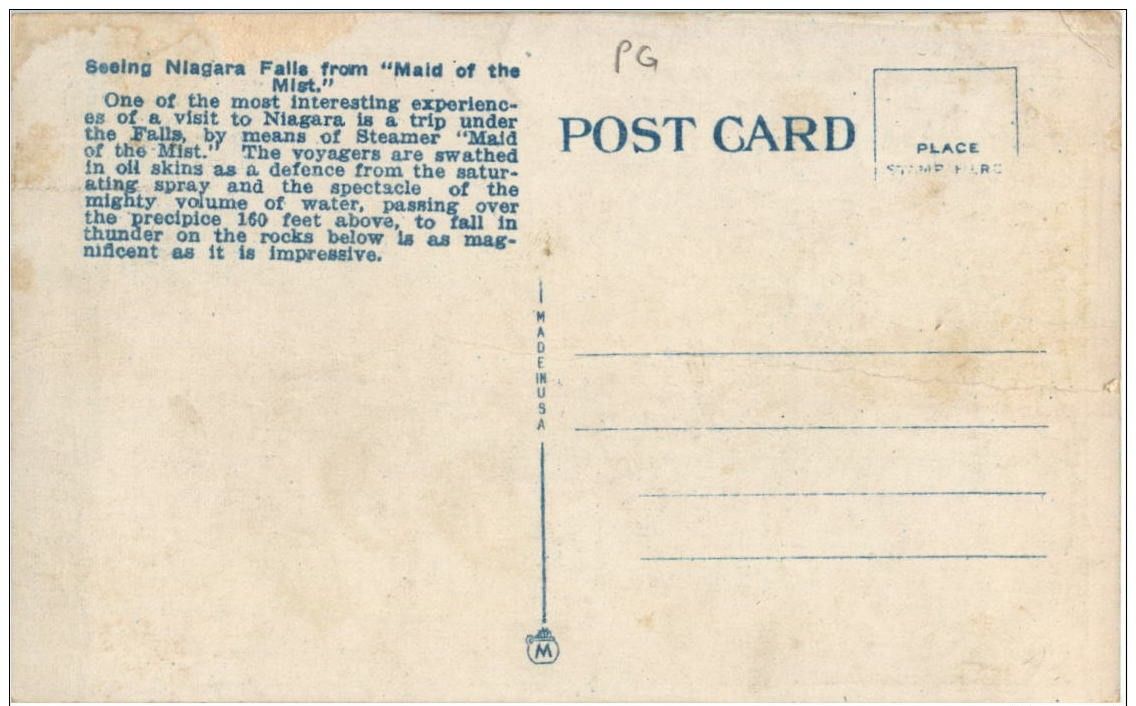 Seeing Niagara Falls from "Maid of the
Mist."
One of the most interesting experienc-
es of a visit to Niagara is a trip under
the Falls, by means of Steamer "Maid
of the Mist." The voyagers are swathed
in oil skins as a defence from the satur-
ating spray and the spectacle of the
mighty volume of water, passing over
the precipice 160 feet above, to fall in
thunder on the rocks below is as mag-
nificent as it is impressive.
PG
POST CARD
PLACE
STAMP HERE
MADE IN USA
M